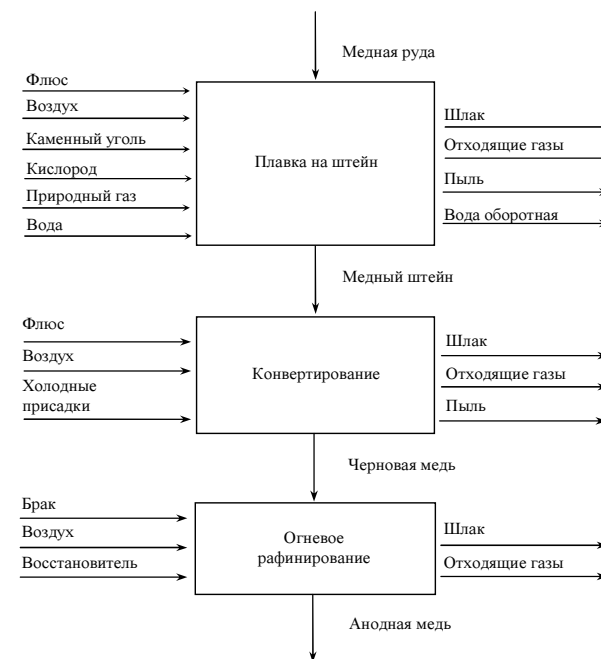 Медная руда
Флюс
Воздух
Каменный уголь
Кислород
Природный газ
Вода
Плавка на штейн
Шлак
Отходящие газы
Пыль
Вода оборотная
Медный штейн
Флюс
Воздух
Холодные
присадки
Конвертирование
Шлак
Отходящие газы
Пыль
Черновая медь
Брак
Воздух
Восстановитель
Огневое
рафинирование
Шлак
Отходящие газы
Анодная медь